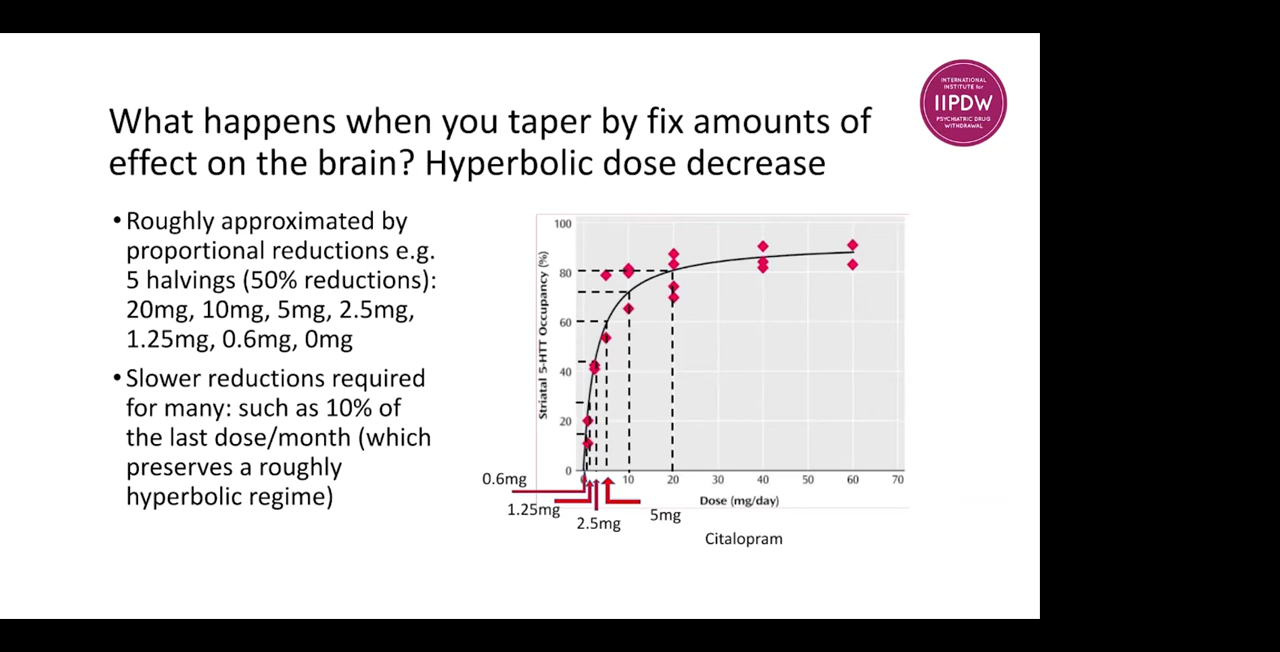 INTERNATIONAL
INSTITUTE for
IIPDW
PSYCHIATRIC DRUG
WITHDRAWAL
What happens when you taper by fix amounts of
effect on the brain? Hyperbolic dose decrease
•Roughly approximated by
proportional reductions e.g.
5 halvings (50% reductions):
20mg, 10mg, 5mg, 2.5mg,
1.25mg, 0.6mg, 0mg
•Slower reductions required
for many: such as 10% of
the last dose/month (which
preserves a roughly
hyperbolic regime)
Striatal 5-HTT Occupancy (%)
100
80
60
40
20
0
0 10 20 30 40 50 60 70
Dose (mg/day)
0.6mg
1.25mg
2.5mg
5mg
Citalopram